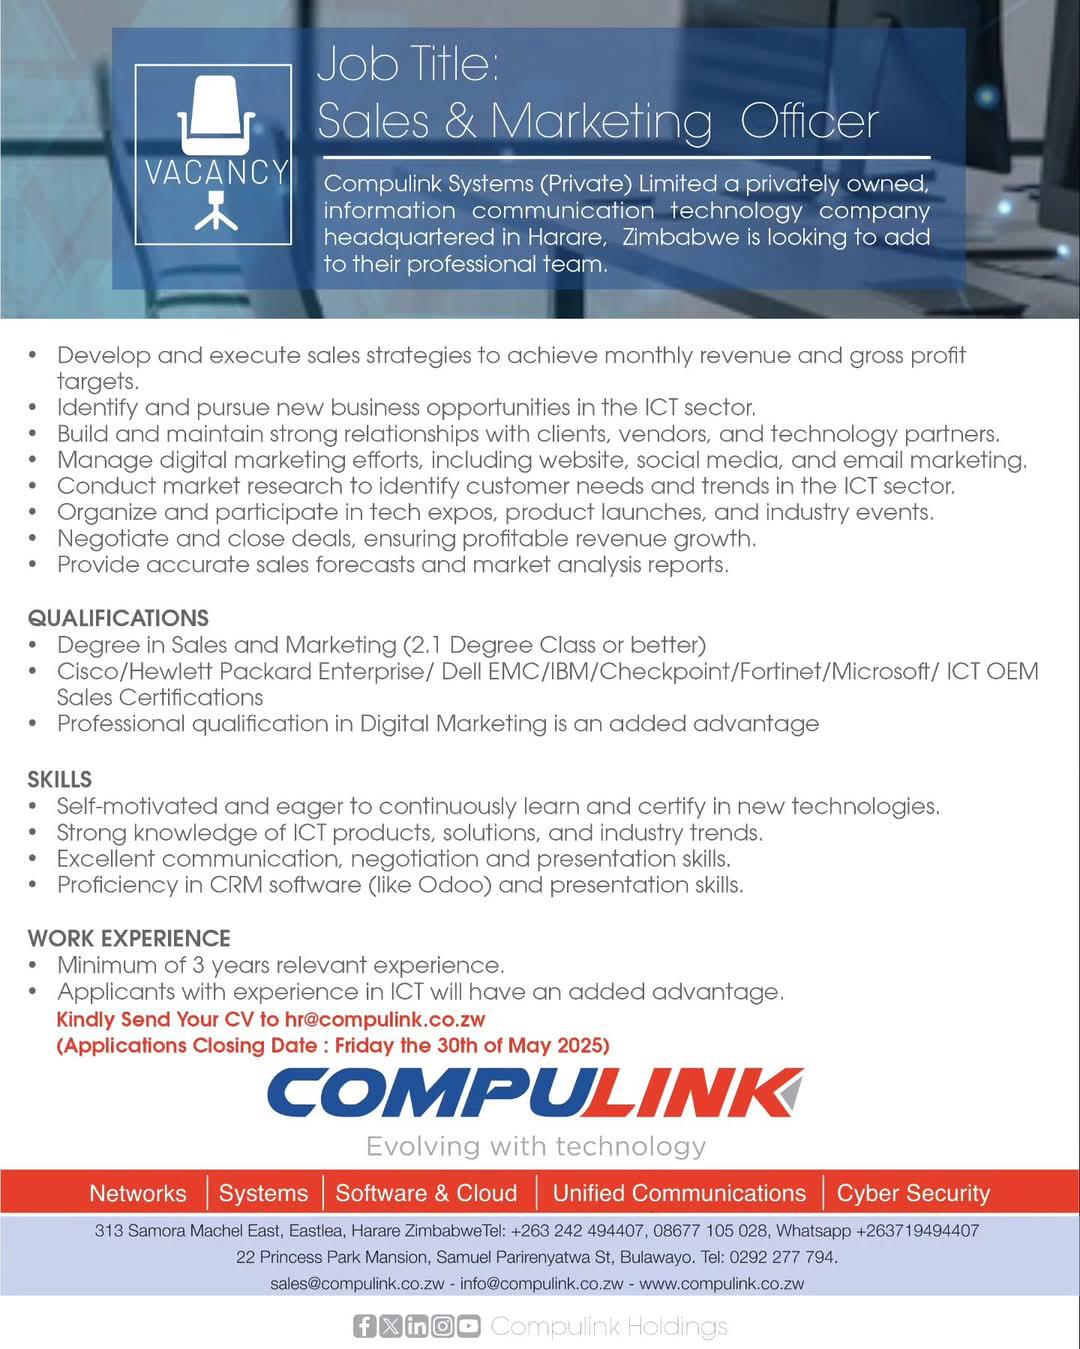 Job Title:
Sales & Marketing Officer
VACANCY
Compulink Systems (Private) Limited a privately owned,
information communication technology company
headquartered in Harare, Zimbabwe is looking to add
to their professional team.
• Develop and execute sales strategies to achieve monthly revenue and gross profit
targets.
• Identify and pursue new business opportunities in the ICT sector.
• Build and maintain strong relationships with clients, vendors, and technology partners.
• Manage digital marketing efforts, including website, social media, and email marketing.
• Conduct market research to identify customer needs and trends in the ICT sector.
• Organize and participate in tech expos, product launches, and industry events.
• Negotiate and close deals, ensuring profitable revenue growth.
• Provide accurate sales forecasts and market analysis reports.
QUALIFICATIONS
• Degree in Sales and Marketing (2.1 Degree Class or better)
• Cisco/Hewlett Packard Enterprise/ Dell EMC/IBM/Checkpoint/Fortinet/Microsoft/ ICT OEM
Sales Certifications
• Professional qualification in Digital Marketing is an added advantage
SKILLS
• Self-motivated and eager to continuously learn and certify in new technologies.
• Strong knowledge of ICT products, solutions, and industry trends.
• Excellent communication, negotiation and presentation skills.
• Proficiency in CRM software (like Odoo) and presentation skills.
WORK EXPERIENCE
• Minimum of 3 years relevant experience.
• Applicants with experience in ICT will have an added advantage.
Kindly Send Your CV to hr@compulink.co.zw
(Applications Closing Date : Friday the 30th of May 2025)
COMPULINK
Evolving with technology
Networks | Systems | Software & Cloud | Unified Communications | Cyber Security
313 Samora Machel East, Eastlea, Harare ZimbabweTel: +263 242 494407, 08677 105 028, Whatsapp +263719494407
22 Princess Park Mansion, Samuel Parirenyatwa St, Bulawayo. Tel: 0292 277 794.
sales@compulink.co.zw - info@compulink.co.zw - www.compulink.co.zw
Compulink Holdings